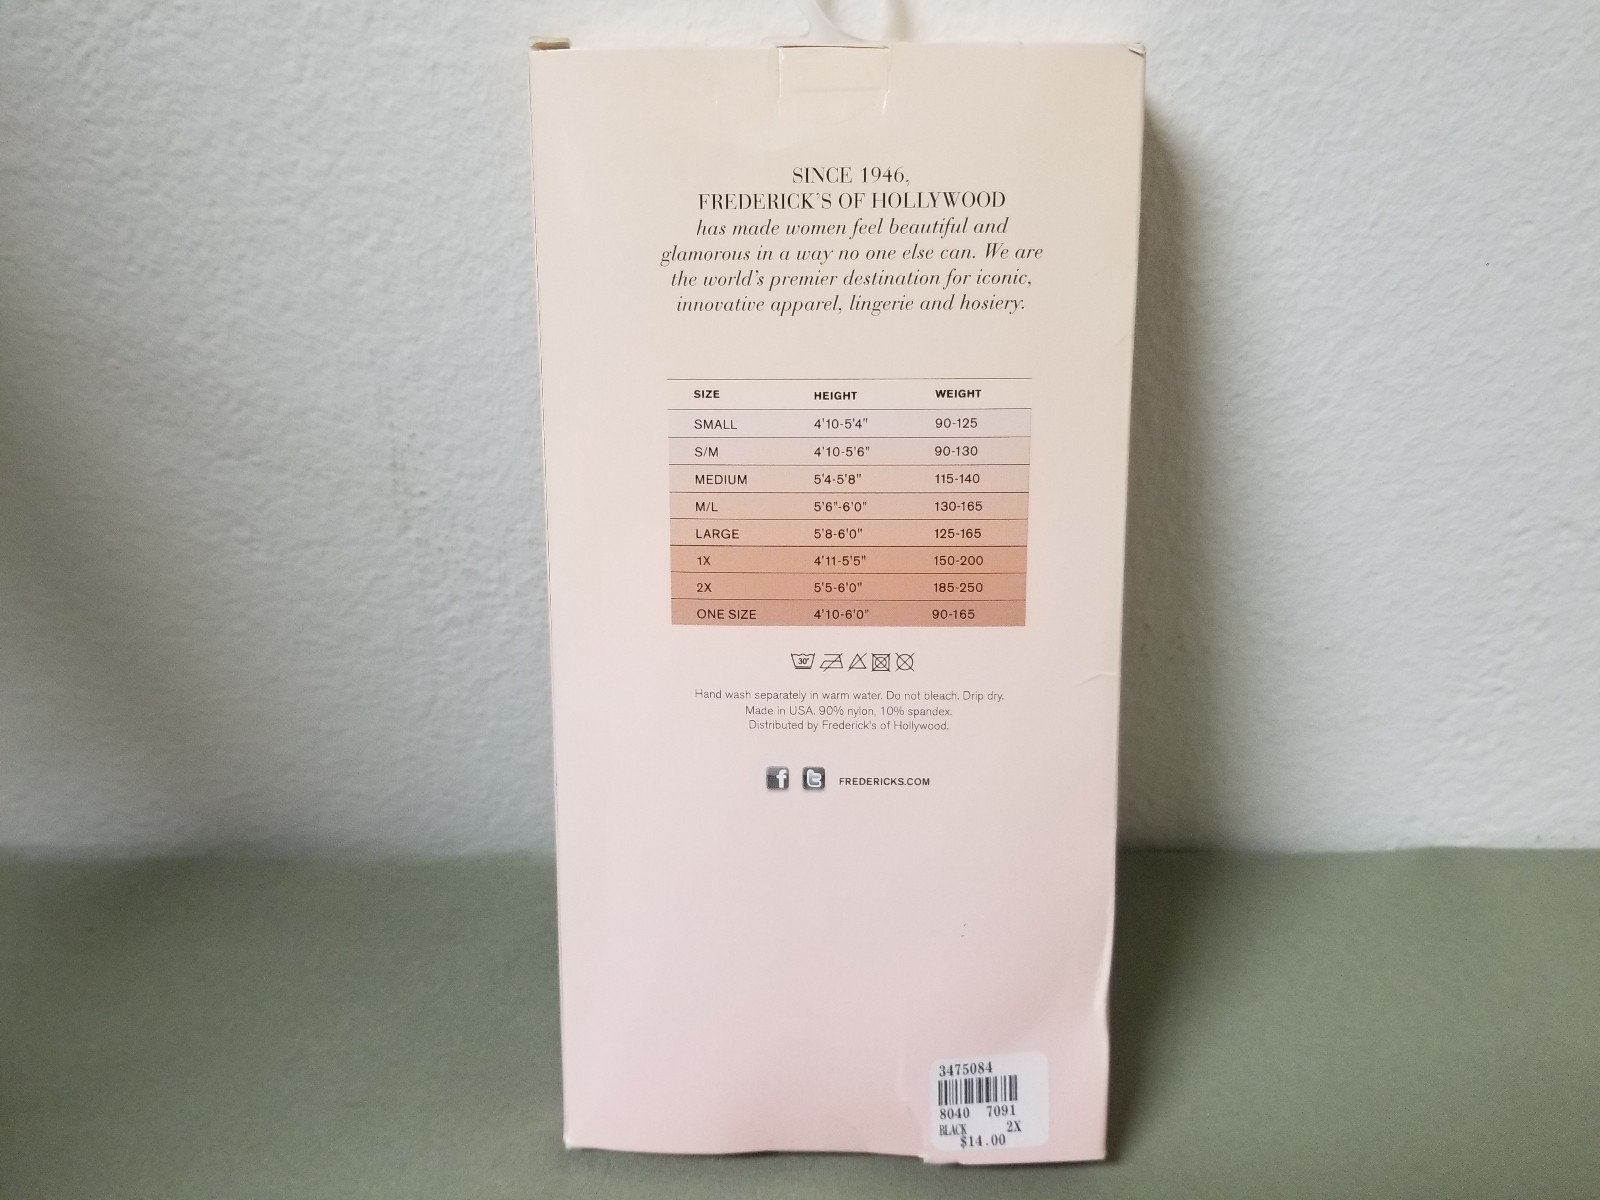 SINCE 1946,
FREDERICK'S OF HOLLYWOOD
has made women feel beautiful and
glamorous in a way no one else can. We are
the world's premier destination for iconic,
innovative apparel, lingerie and hosiery.
SIZE HEIGHT WEIGHT
SMALL 4'10-5'4" 90-125
S/M 4'10-5'6" 90-130
MEDIUM 5'4-5'8" 115-140
M/L 5'6"-6'0" 130-165
LARGE 5'8-6'0" 125-165
1X 4'11-5'5" 150-200
2X 5'5-6'0" 185-250
ONE SIZE 4'10-6'0" 90-165
30°
Hand wash separately in warm water. Do not bleach. Drip dry.
Made in USA. 90% nylon, 10% spandex.
Distributed by Frederick's of Hollywood.
f t FREDERICKS.COM
3475084
8040 7091
BLACK 2X
$14.00